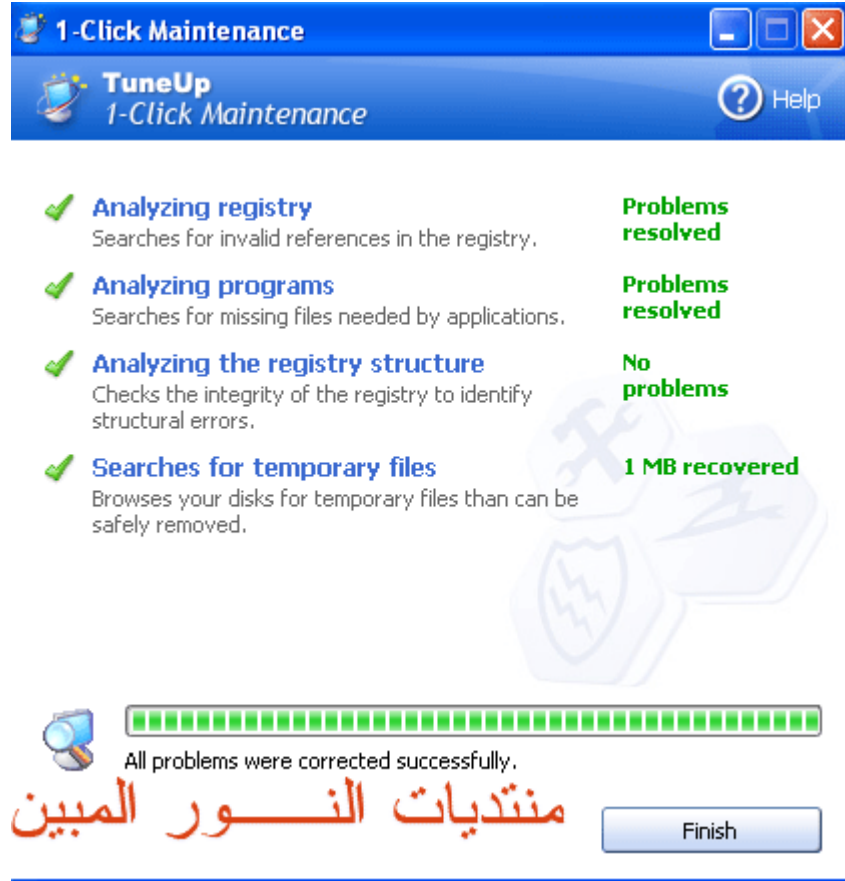 1-Click Maintenance
TuneUp
1-Click Maintenance
Help
Analyzing registry
Problems
resolved
Searches for invalid references in the registry.
Analyzing programs
Problems
resolved
Searches for missing files needed by applications.
Analyzing the registry structure
No
problems
Checks the integrity of the registry to identify
structural errors.
Searches for temporary files
1 MB recovered
Browses your disks for temporary files than can be
safely removed.
All problems were corrected successfully.
منتديات النـــــور المبين
Finish